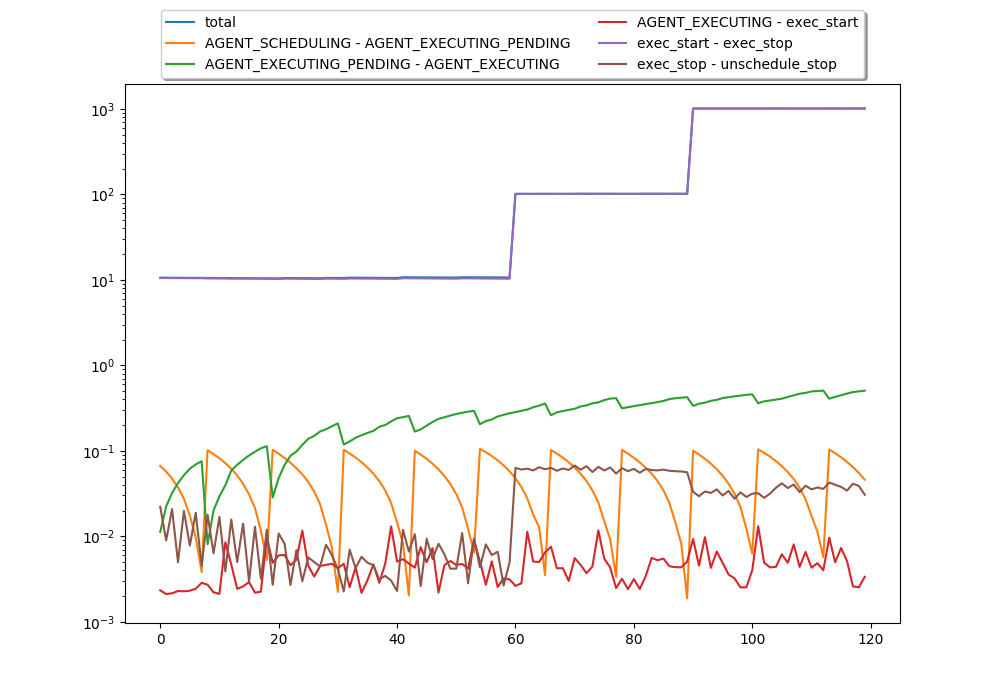 total
AGENT_SCHEDULING - AGENT_EXECUTING_PENDING
AGENT_EXECUTING_PENDING - AGENT_EXECUTING
AGENT_EXECUTING - exec_start
exec_start - exec_stop
exec_stop - unschedule_stop
10³
10²
10¹
10⁰
10⁻¹
10⁻²
10⁻³
0 20 40 60 80 100 120